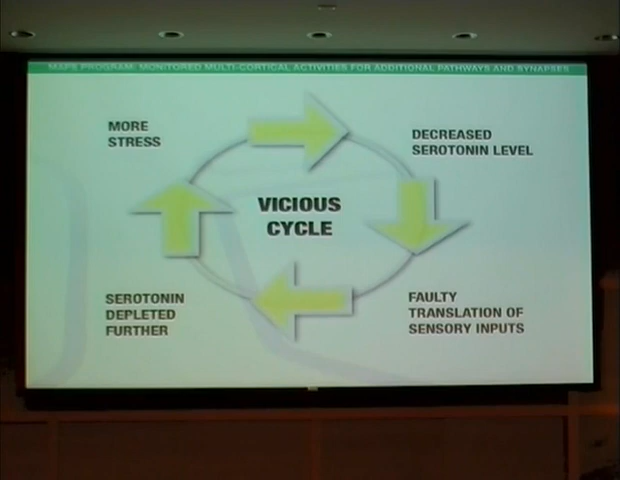 MAPS PROGRAM: MONITORED MULTI-CORTICAL ACTIVITIES FOR ADDITIONAL PATHWAYS AND SYNAPSES
MORE
STRESS
DECREASED
SEROTONIN LEVEL
VICIOUS
CYCLE
SEROTONIN
DEPLETED
FURTHER
FAULTY
TRANSLATION OF
SENSORY INPUTS